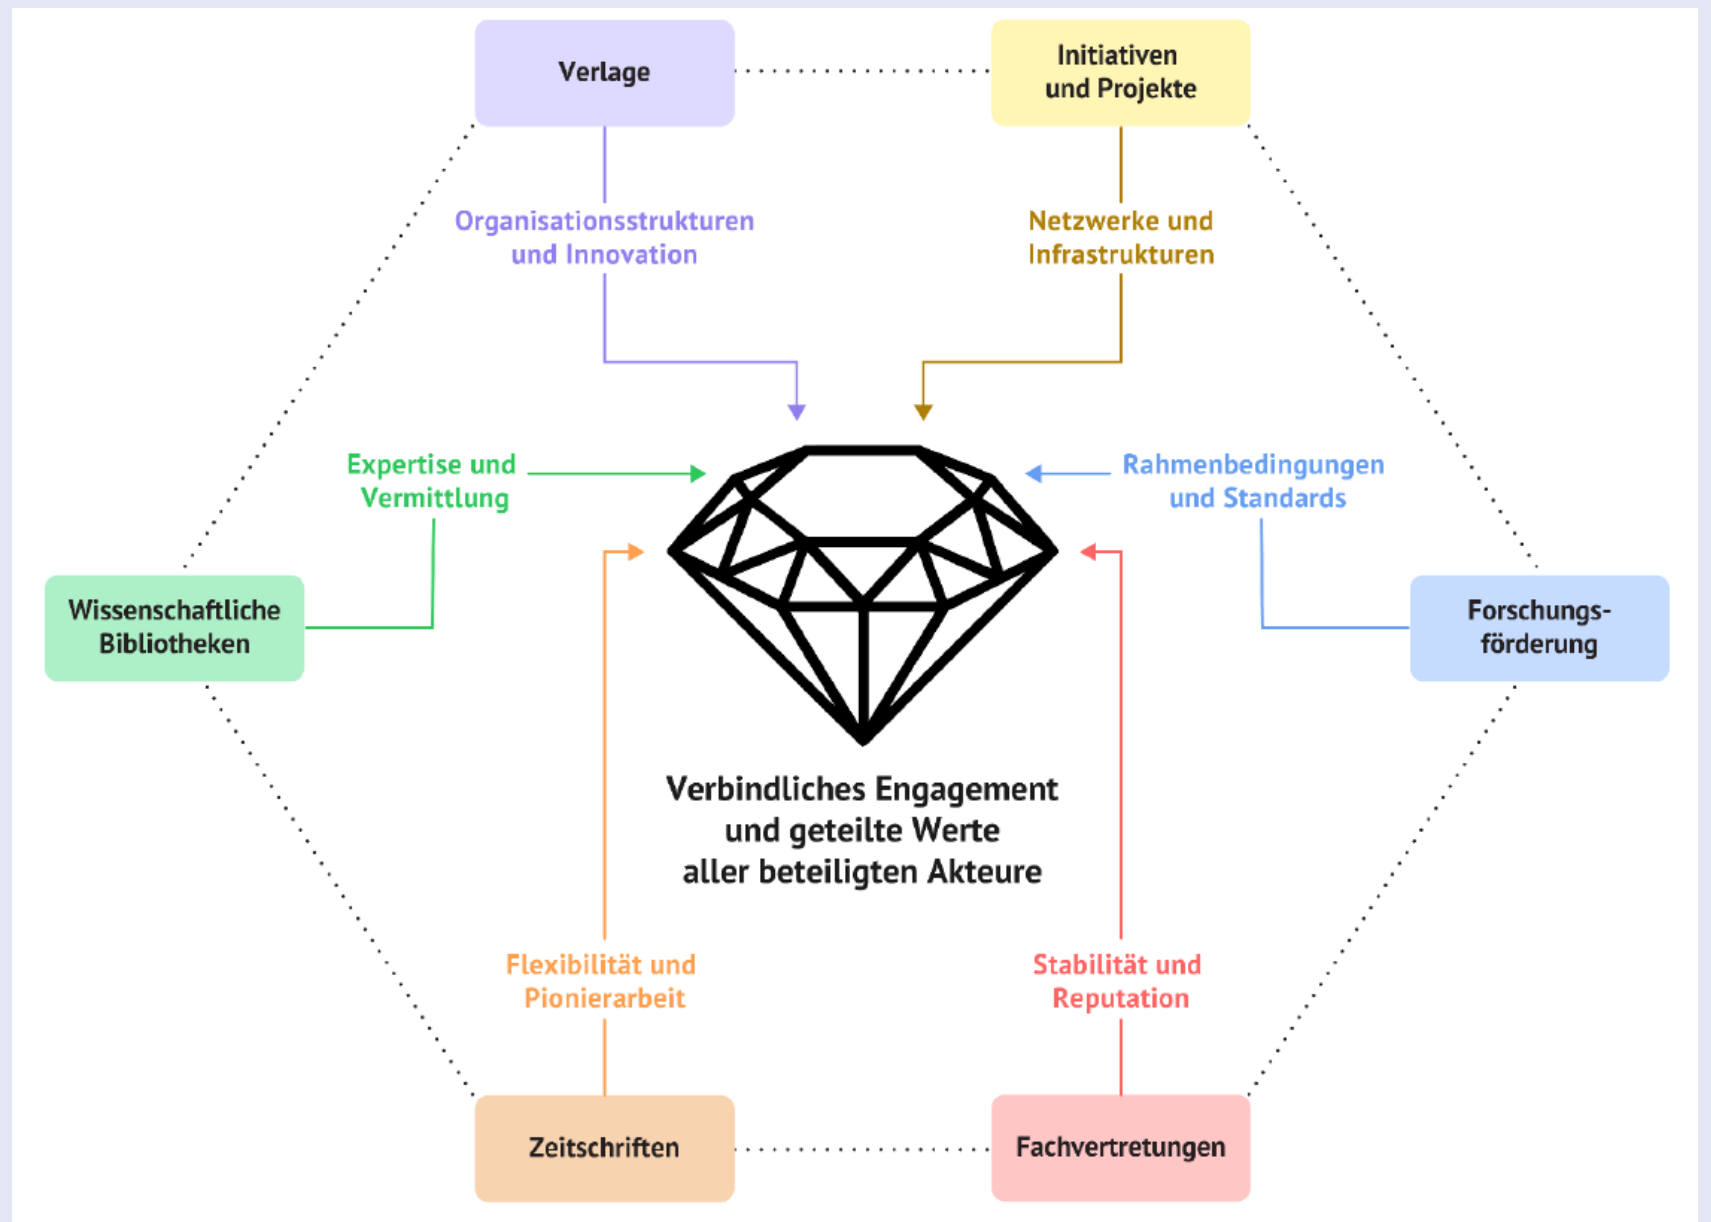 Verlage
Initiativen
und Projekte
Organisationsstrukturen
und Innovation
Netzwerke und
Infrastrukturen
Expertise und
Vermittlung
Rahmenbedingungen
und Standards
Wissenschaftliche
Bibliotheken
Forschungs-
förderung
Verbindliches Engagement
und geteilte Werte
aller beteiligten Akteure
Flexibilität und
Pionierarbeit
Stabilität und
Reputation
Zeitschriften
Fachvertretungen